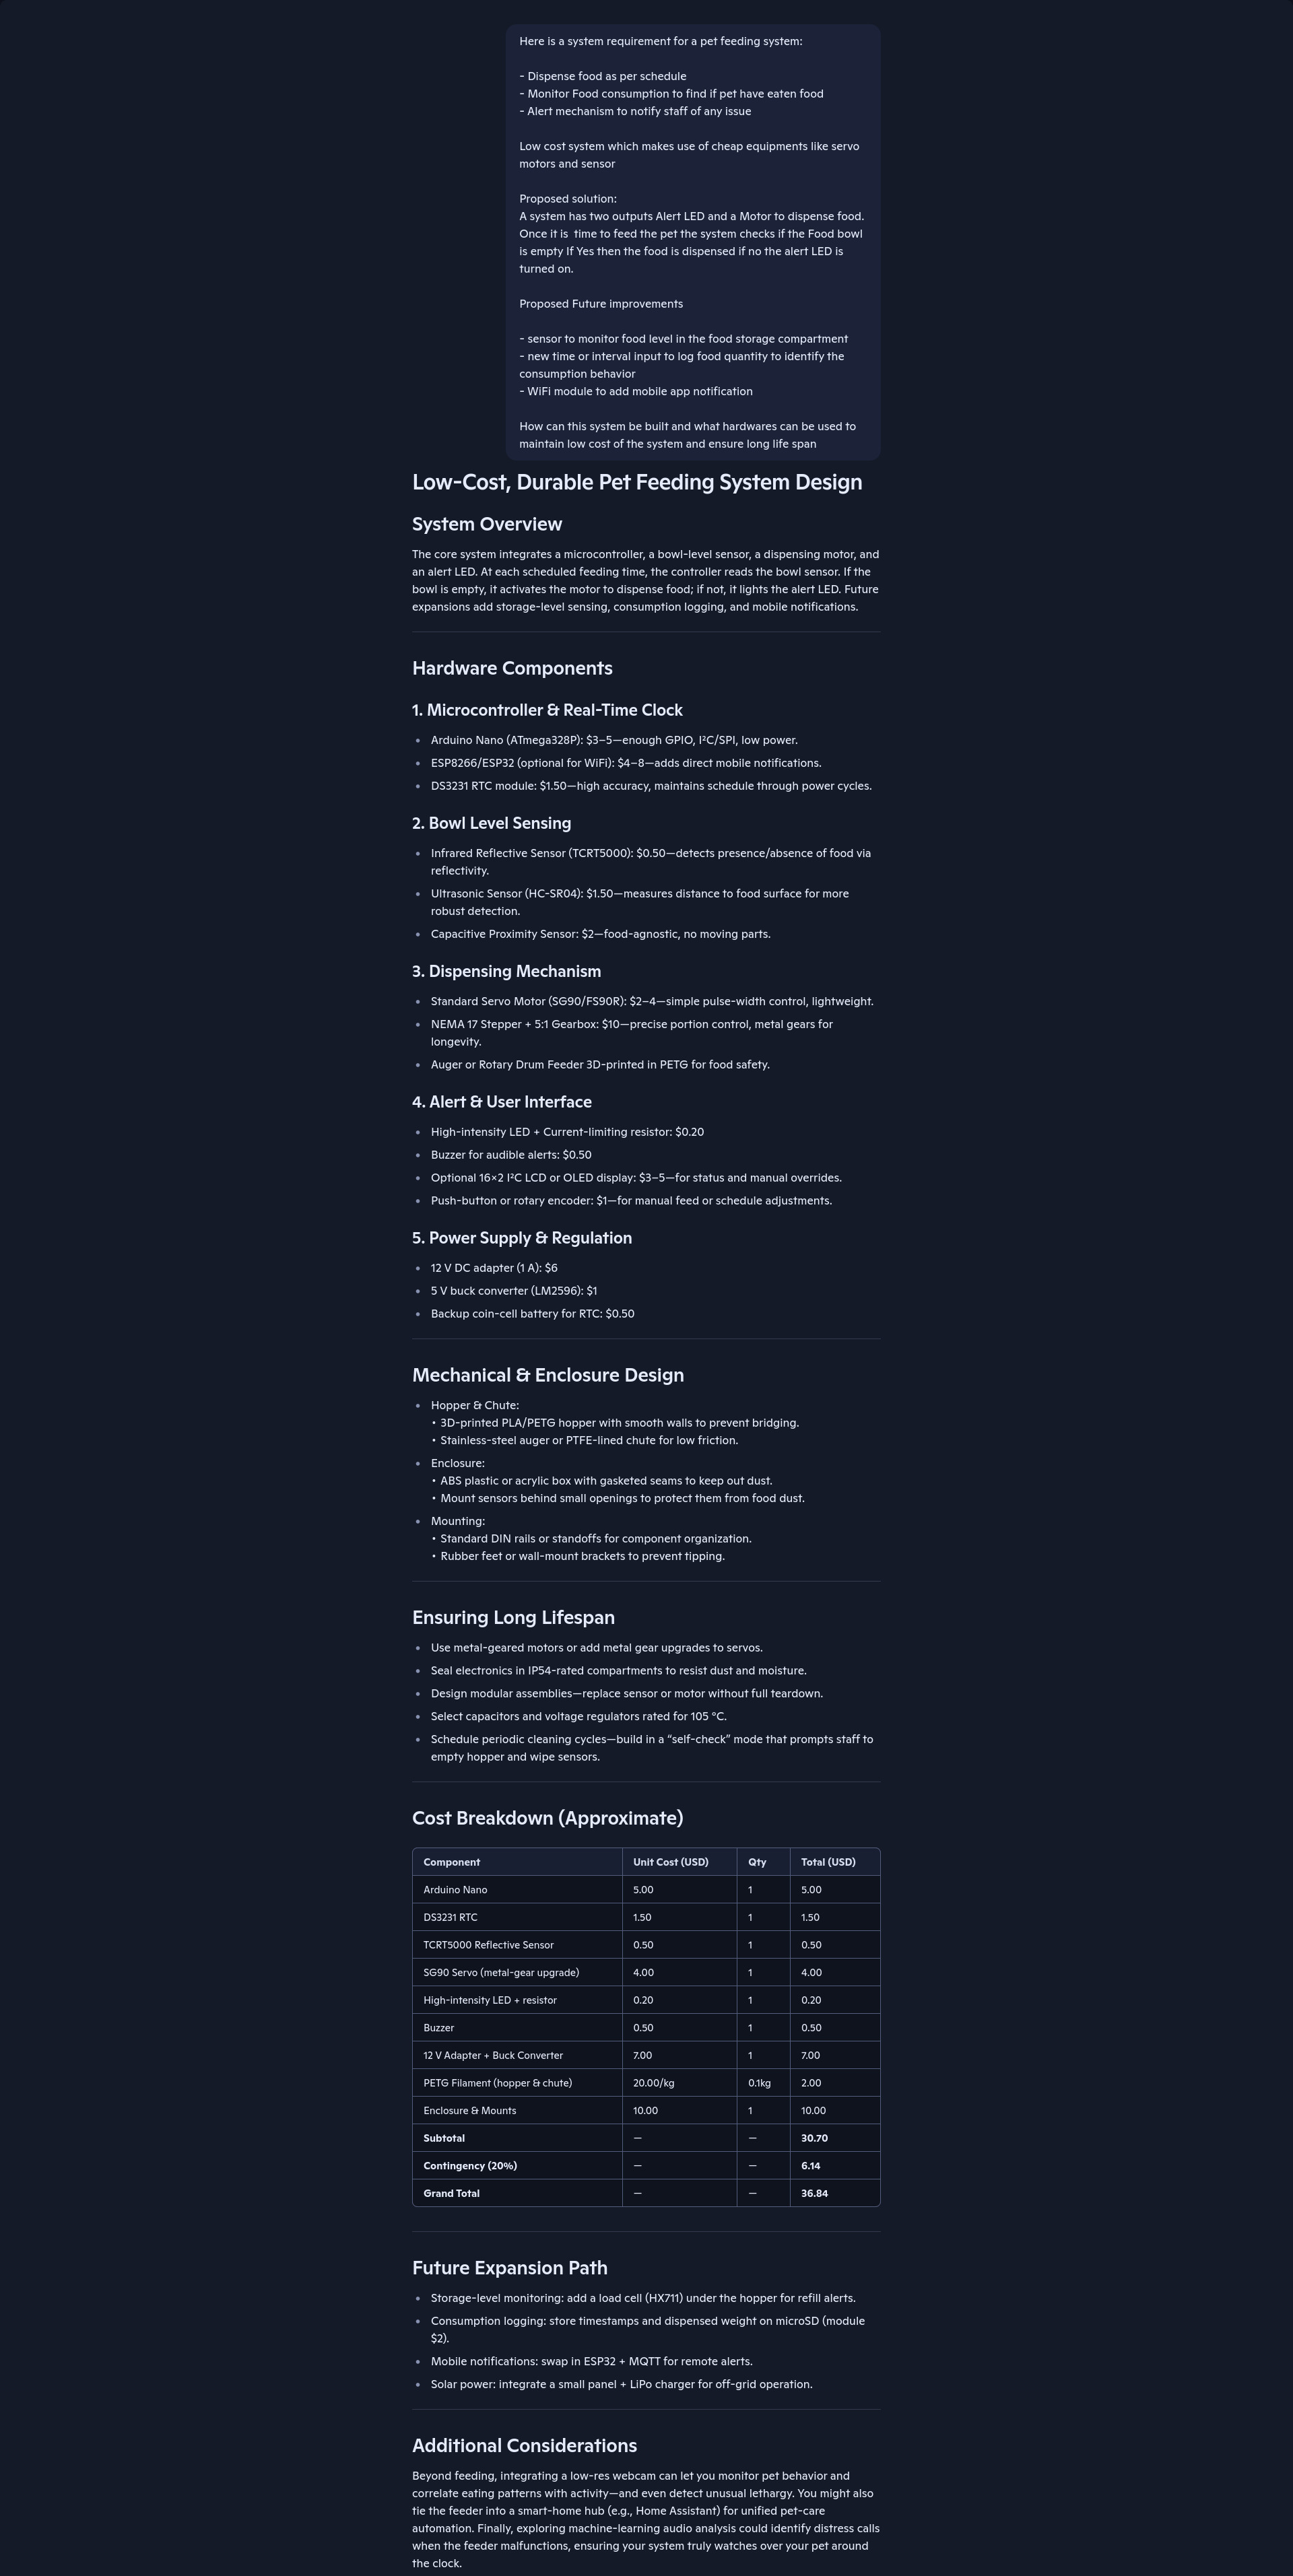 Here is a system requirement for a pet feeding system:
- Dispense food as per schedule
- Monitor Food consumption to find if pet have eaten food
- Alert mechanism to notify staff of any issue
Low cost system which makes use of cheap equipments like servo
motors and sensor
Proposed solution:
A system has two outputs Alert LED and a Motor to dispense food.
Once it is  time to feed the pet the system checks if the Food bowl
is empty If Yes then the food is dispensed if no the alert LED is
turned on.
Proposed Future improvements
- sensor to monitor food level in the food storage compartment
- new time or interval input to log food quantity to identify the
consumption behavior
- WiFi module to add mobile app notification
How can this system be built and what hardwares can be used to
maintain low cost of the system and ensure long life span
Low-Cost, Durable Pet Feeding System Design
System Overview
The core system integrates a microcontroller, a bowl-level sensor, a dispensing motor, and
an alert LED. At each scheduled feeding time, the controller reads the bowl sensor. If the
bowl is empty, it activates the motor to dispense food; if not, it lights the alert LED. Future
expansions add storage-level sensing, consumption logging, and mobile notifications.
Hardware Components
1. Microcontroller & Real-Time Clock
• Arduino Nano (ATmega328P): $3–5—enough GPIO, I²C/SPI, low power.
• ESP8266/ESP32 (optional for WiFi): $4–8—adds direct mobile notifications.
• DS3231 RTC module: $1.50—high accuracy, maintains schedule through power cycles.
2. Bowl Level Sensing
• Infrared Reflective Sensor (TCRT5000): $0.50—detects presence/absence of food via
reflectivity.
• Ultrasonic Sensor (HC-SR04): $1.50—measures distance to food surface for more
robust detection.
• Capacitive Proximity Sensor: $2—food-agnostic, no moving parts.
3. Dispensing Mechanism
• Standard Servo Motor (SG90/FS90R): $2–4—simple pulse-width control, lightweight.
• NEMA 17 Stepper + 5:1 Gearbox: $10—precise portion control, metal gears for
longevity.
• Auger or Rotary Drum Feeder 3D-printed in PETG for food safety.
4. Alert & User Interface
• High-intensity LED + Current-limiting resistor: $0.20
• Buzzer for audible alerts: $0.50
• Optional 16×2 I²C LCD or OLED display: $3–5—for status and manual overrides.
• Push-button or rotary encoder: $1—for manual feed or schedule adjustments.
5. Power Supply & Regulation
• 12 V DC adapter (1 A): $6
• 5 V buck converter (LM2596): $1
• Backup coin-cell battery for RTC: $0.50
Mechanical & Enclosure Design
• Hopper & Chute:
• 3D-printed PLA/PETG hopper with smooth walls to prevent bridging.
• Stainless-steel auger or PTFE-lined chute for low friction.
• Enclosure:
• ABS plastic or acrylic box with gasketed seams to keep out dust.
• Mount sensors behind small openings to protect them from food dust.
• Mounting:
• Standard DIN rails or standoffs for component organization.
• Rubber feet or wall-mount brackets to prevent tipping.
Ensuring Long Lifespan
• Use metal-geared motors or add metal gear upgrades to servos.
• Seal electronics in IP54-rated compartments to resist dust and moisture.
• Design modular assemblies—replace sensor or motor without full teardown.
• Select capacitors and voltage regulators rated for 105 °C.
• Schedule periodic cleaning cycles—build in a “self-check” mode that prompts staff to
empty hopper and wipe sensors.
Cost Breakdown (Approximate)
Component Unit Cost (USD) Qty Total (USD)
Arduino Nano 5.00 1 5.00
DS3231 RTC 1.50 1 1.50
TCRT5000 Reflective Sensor 0.50 1 0.50
SG90 Servo (metal-gear upgrade) 4.00 1 4.00
High-intensity LED + resistor 0.20 1 0.20
Buzzer 0.50 1 0.50
12 V Adapter + Buck Converter 7.00 1 7.00
PETG Filament (hopper & chute) 20.00/kg 0.1kg 2.00
Enclosure & Mounts 10.00 1 10.00
Subtotal — — 30.70
Contingency (20%) — — 6.14
Grand Total — — 36.84
Future Expansion Path
• Storage-level monitoring: add a load cell (HX711) under the hopper for refill alerts.
• Consumption logging: store timestamps and dispensed weight on microSD (module
$2).
• Mobile notifications: swap in ESP32 + MQTT for remote alerts.
• Solar power: integrate a small panel + LiPo charger for off-grid operation.
Additional Considerations
Beyond feeding, integrating a low-res webcam can let you monitor pet behavior and
correlate eating patterns with activity—and even detect unusual lethargy. You might also
tie the feeder into a smart-home hub (e.g., Home Assistant) for unified pet-care
automation. Finally, exploring machine-learning audio analysis could identify distress calls
when the feeder malfunctions, ensuring your system truly watches over your pet around
the clock.